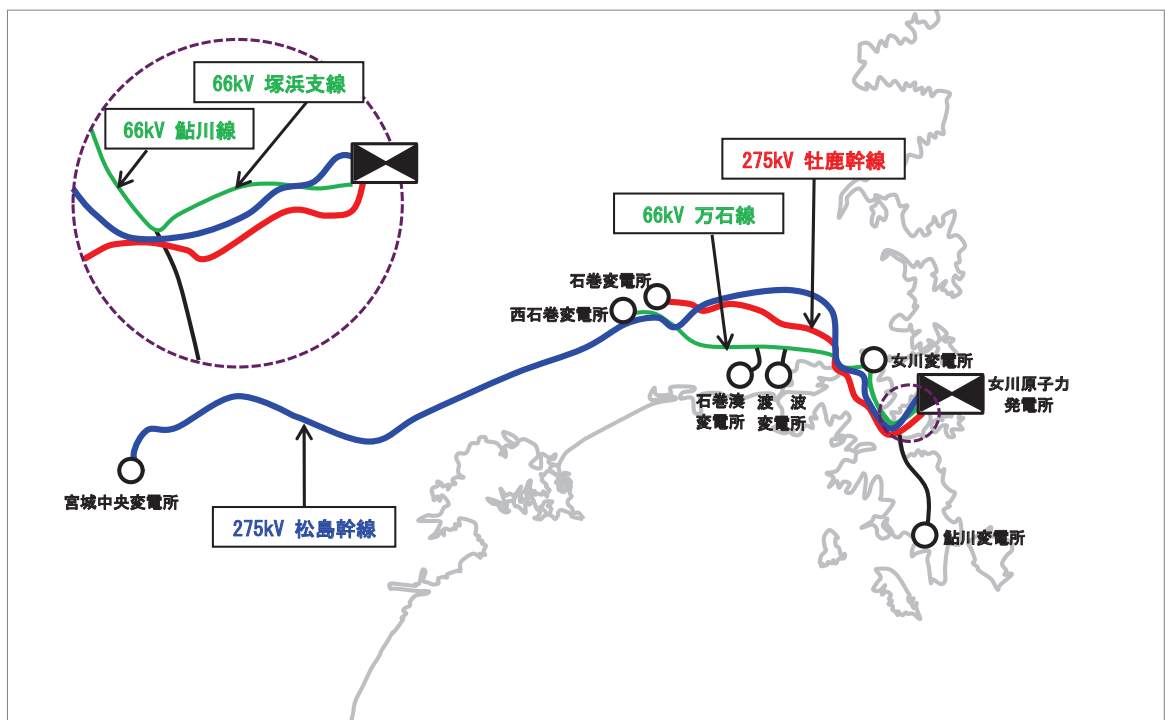 66kV 塚浜支線
66kV 鮎川線
275kV 牡鹿幹線
66kV 万石線
石巻変電所
西石巻変電所
女川変電所
女川原子力
発電所
石巻湊
変電所
渡 波
変電所
宮城中央変電所
275kV 松島幹線
鮎川変電所